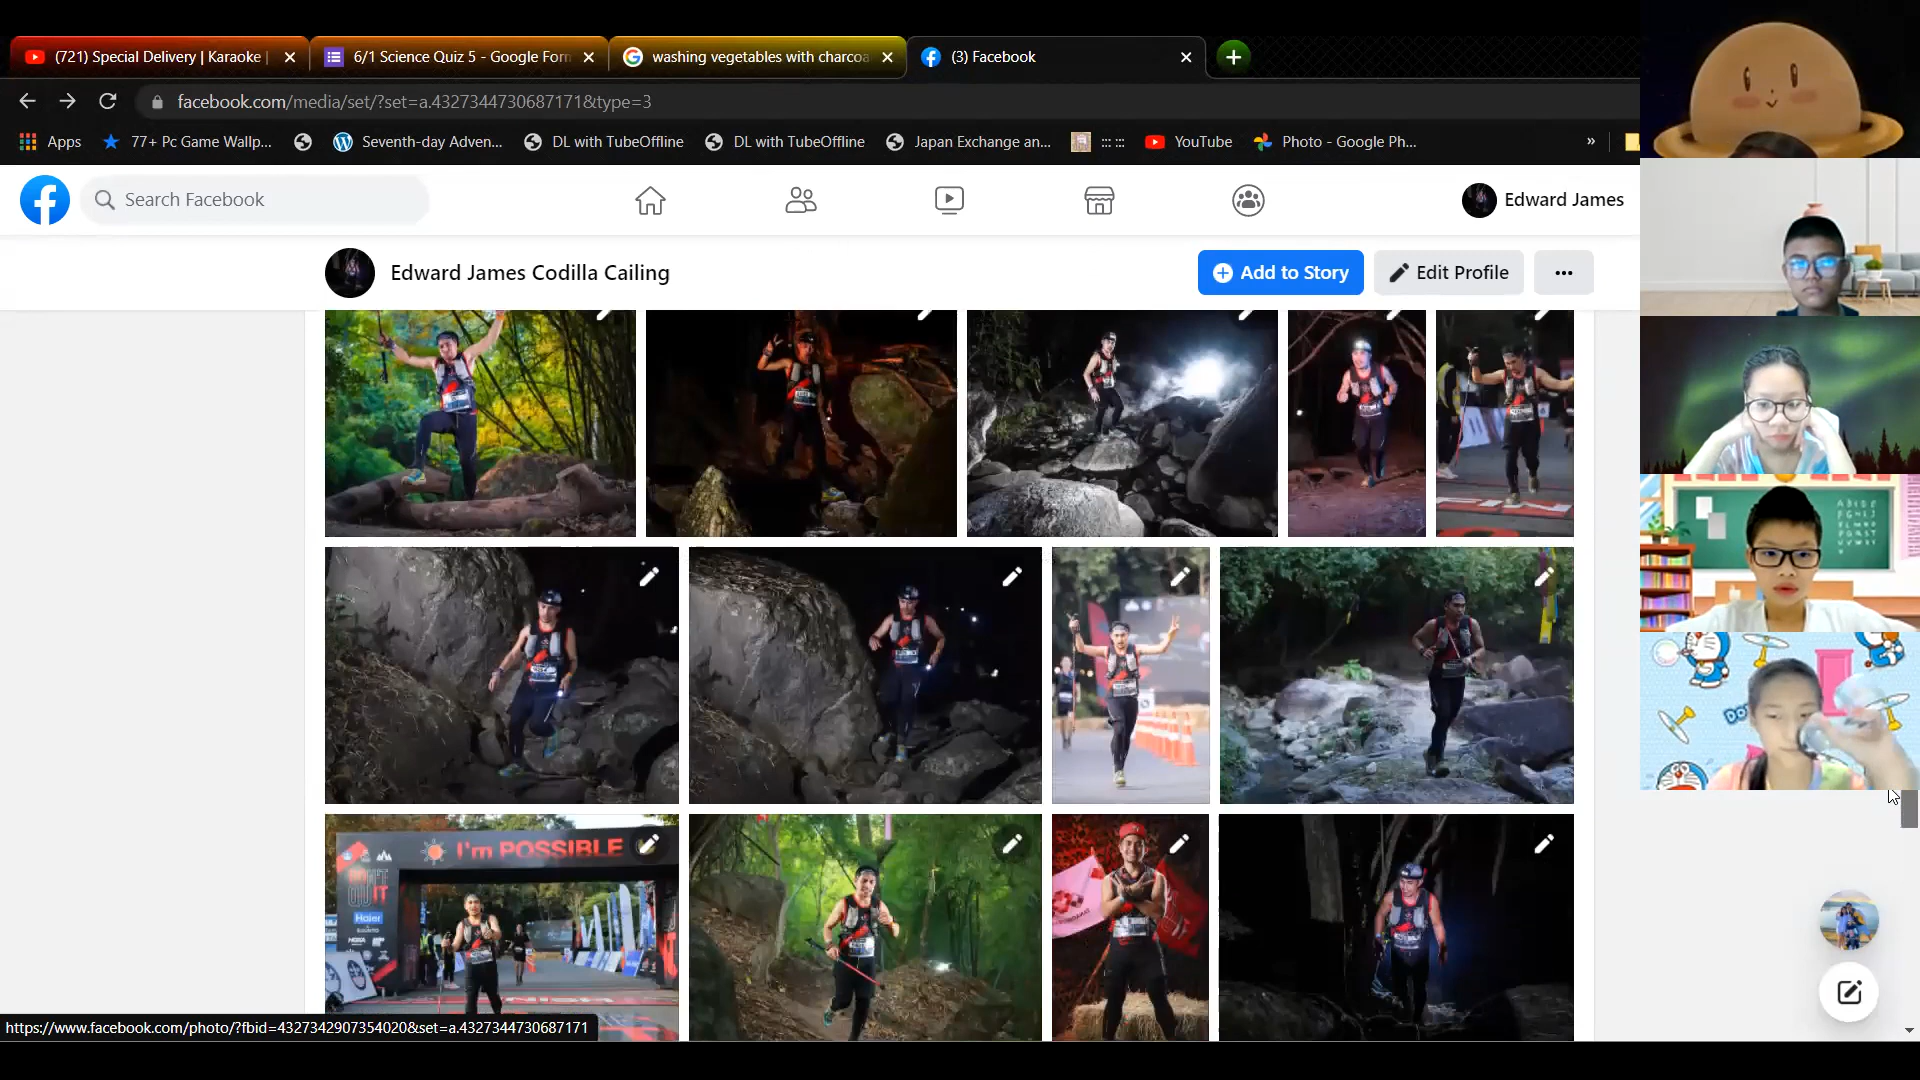 (721) Special Delivery | Karaoke |
6/1 Science Quiz 5 - Google Form
washing vegetables with charcoa
(3) Facebook
facebook.com/media/set/?set=a.4327344730687171&type=3
Apps
77+ Pc Game Wallp...
Seventh-day Adven...
DL with TubeOffline
DL with TubeOffline
Japan Exchange an...
::: :::
YouTube
Photo - Google Ph...
»
Search Facebook
Edward James
Edward James Codilla Cailing
Add to Story
Edit Profile
I'm POSSIBLE
Haier
FINISH
https://www.facebook.com/photo/?fbid=4327342907354020&set=a.4327344730687171